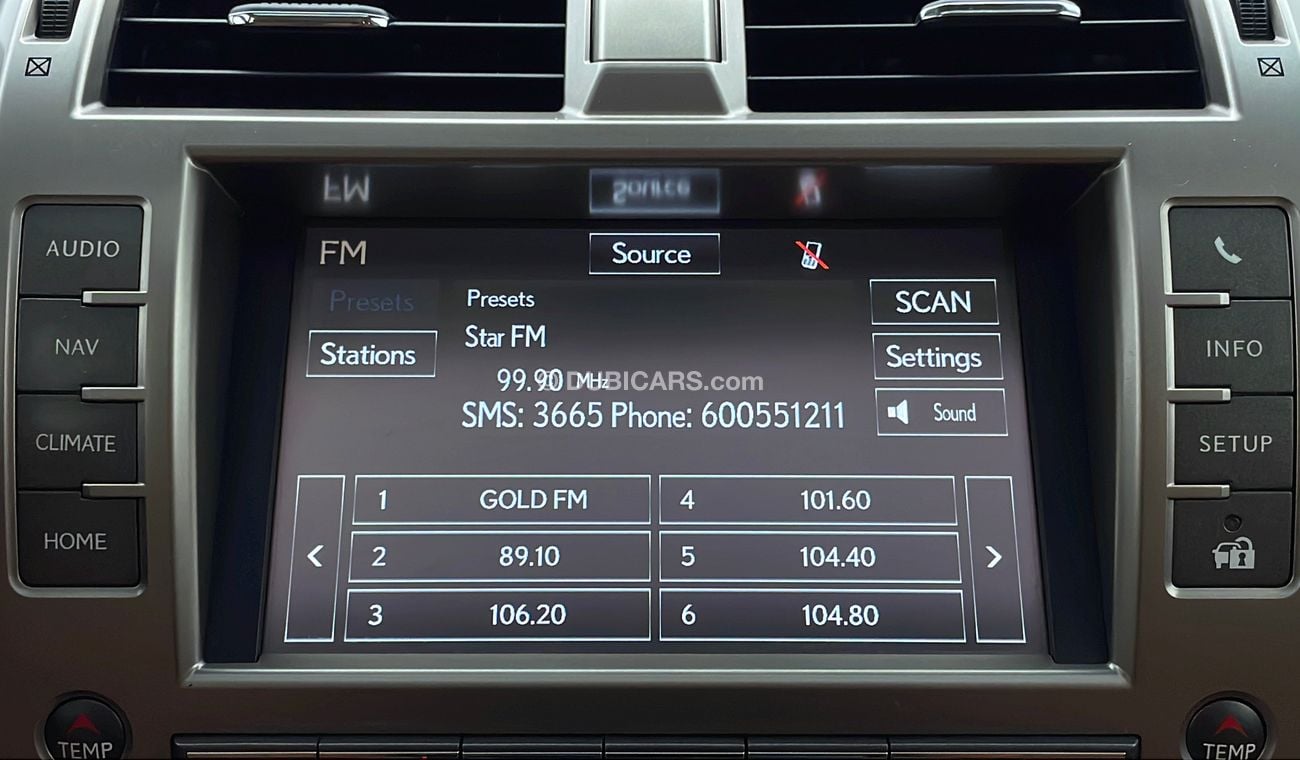 FM
Source
FM
Source
AUDIO
NAV
CLIMATE
HOME
Presets
Stations
Presets
Star FM
99.90 MHz
© DUBICARS.com
SMS: 3665 Phone: 600551211
SCAN
Settings
Sound
1 GOLD FM
2 89.10
3 106.20
4 101.60
5 104.40
6 104.80
<
>
INFO
SETUP
TEMP
TEMP